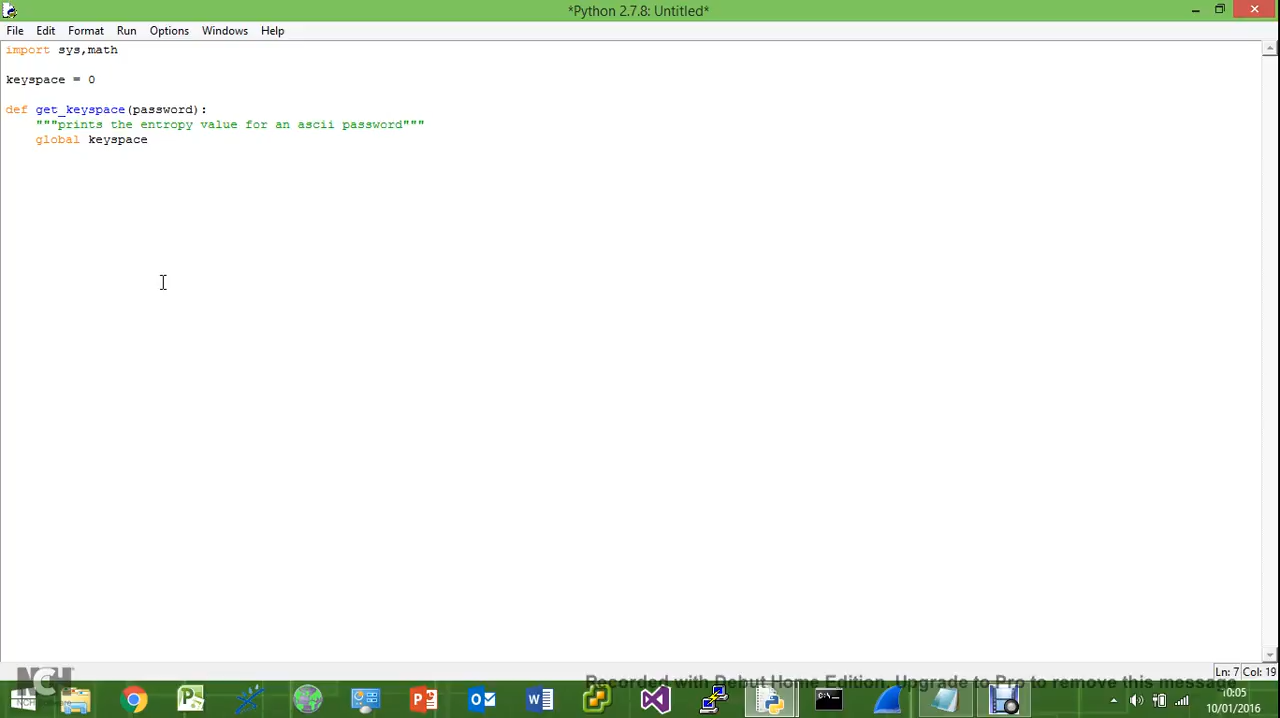 *Python 2.7.8: Untitled*
File Edit Format Run Options Windows Help
import sys,math
keyspace = 0
def get_keyspace(password):
"""prints the entropy value for an ascii password"""
global keyspace
Ln: 7 Col: 19
NCH
Recorded with Debut Home Edition. Upgrade to Pro to remove this message
10:05
10/01/2016